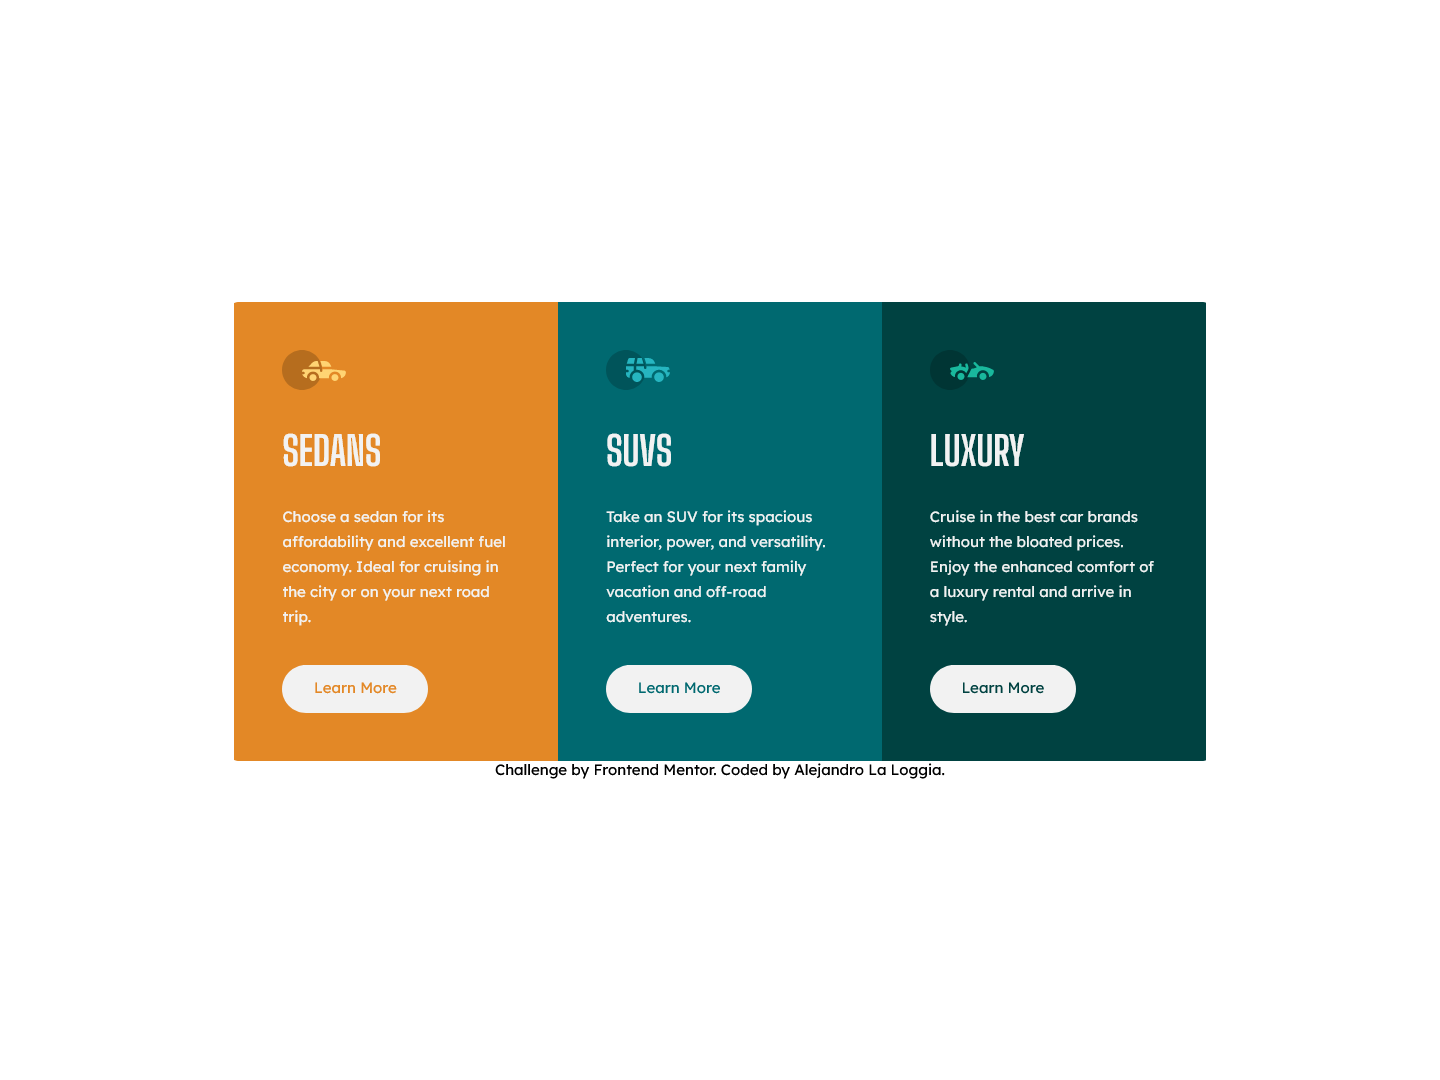 SEDANS
Choose a sedan for its
affordability and excellent fuel
economy. Ideal for cruising in
the city or on your next road
trip.
Learn More
SUVS
Take an SUV for its spacious
interior, power, and versatility.
Perfect for your next family
vacation and off-road
adventures.
Learn More
LUXURY
Cruise in the best car brands
without the bloated prices.
Enjoy the enhanced comfort of
a luxury rental and arrive in
style.
Learn More
Challenge by Frontend Mentor. Coded by Alejandro La Loggia.